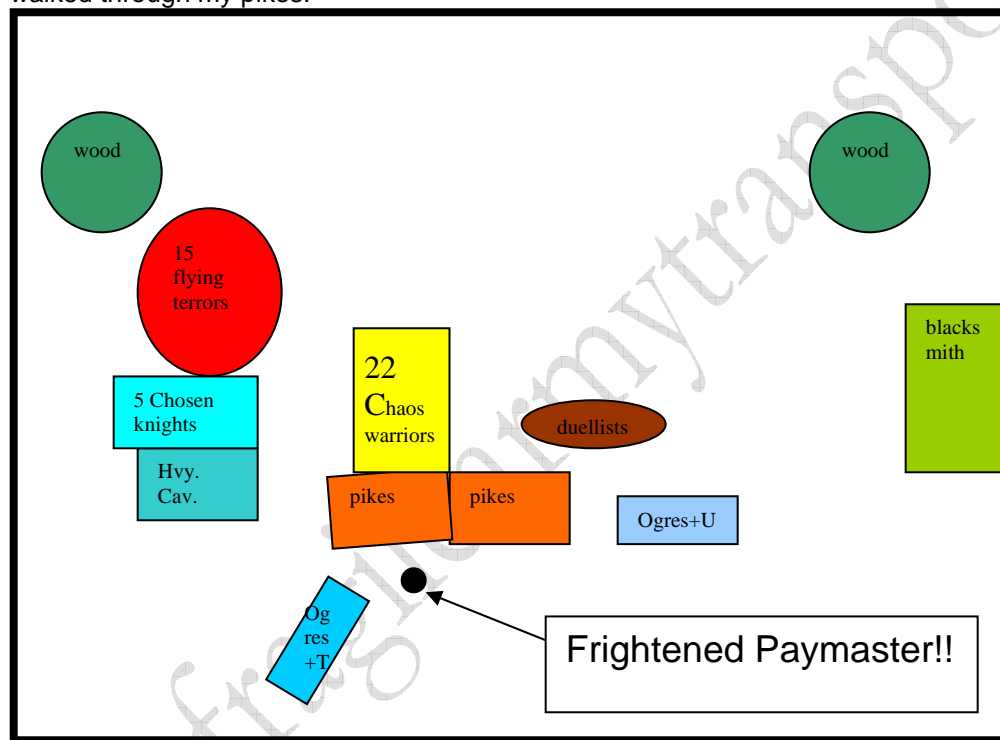 walked through my pikes.
wood
wood
15
flying
terrors
blacks
mith
22
Chaos
warriors
5 Chosen
knights
duellists
Hvy.
Cav.
pikes
pikes
Ogres+U
Og
res
+T
Frightened Paymaster!!
fragilearmytranspo